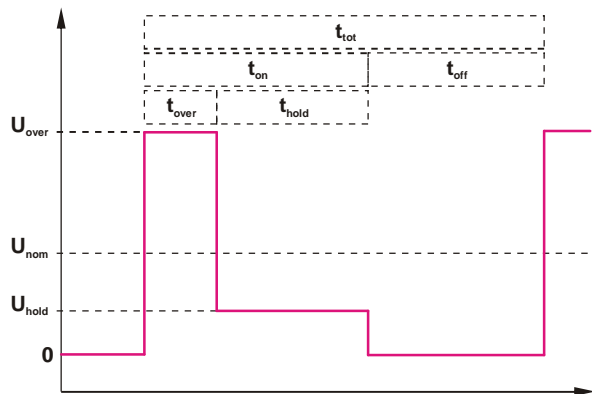 t_tot
t_on t_off
t_over t_hold
U_over
U_nom
U_hold
0